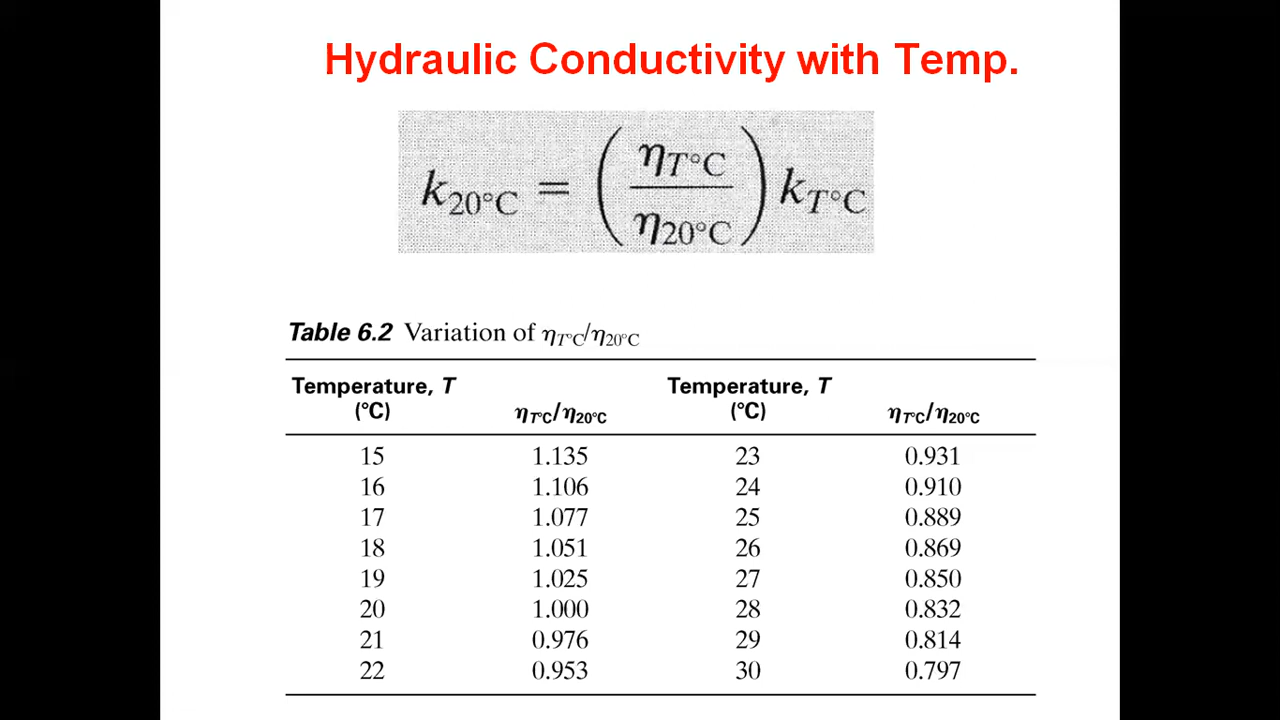 Hydraulic Conductivity with Temp.
k20°C = (ηT°C / η20°C) kT°C
Table 6.2 Variation of ηT°C/η20°C
Temperature, T (°C) ηT°C/η20°C Temperature, T (°C) ηT°C/η20°C
15 1.135 23 0.931
16 1.106 24 0.910
17 1.077 25 0.889
18 1.051 26 0.869
19 1.025 27 0.850
20 1.000 28 0.832
21 0.976 29 0.814
22 0.953 30 0.797